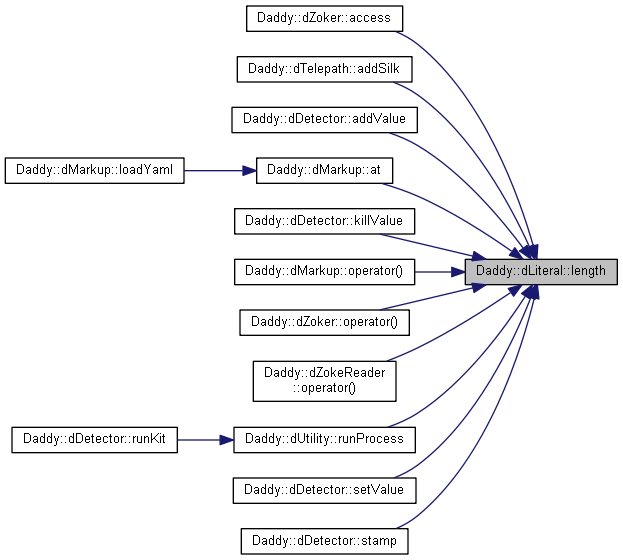 Daddy::dZoker::access
Daddy::dTelepath::addSilk
Daddy::dDetector::addValue
Daddy::dMarkup::loadYaml
Daddy::dMarkup::at
Daddy::dDetector::killValue
Daddy::dLiteral::length
Daddy::dMarkup::operator()
Daddy::dZoker::operator()
Daddy::dZokeReader
::operator()
Daddy::dDetector::runKit
Daddy::dUtility::runProcess
Daddy::dDetector::setValue
Daddy::dDetector::stamp